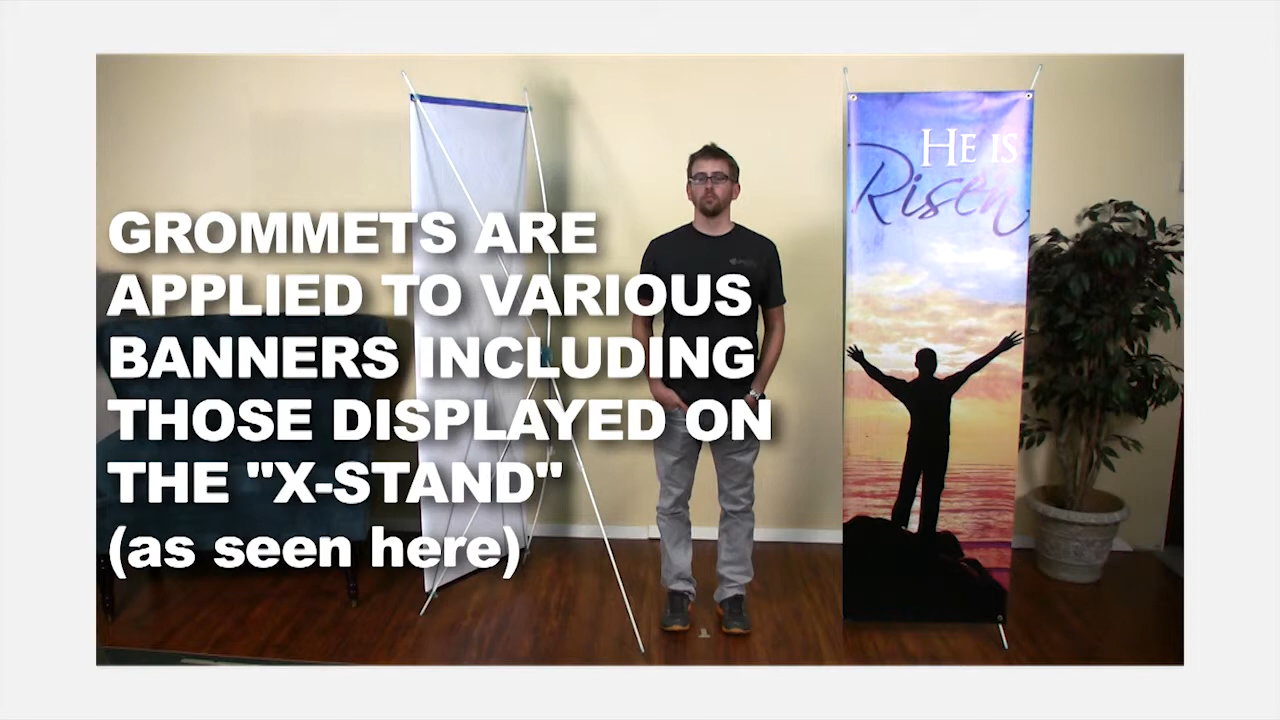 GROMMETS ARE
APPLIED TO VARIOUS
BANNERS INCLUDING
THOSE DISPLAYED ON
THE "X-STAND"
(as seen here)
HE IS
Risen